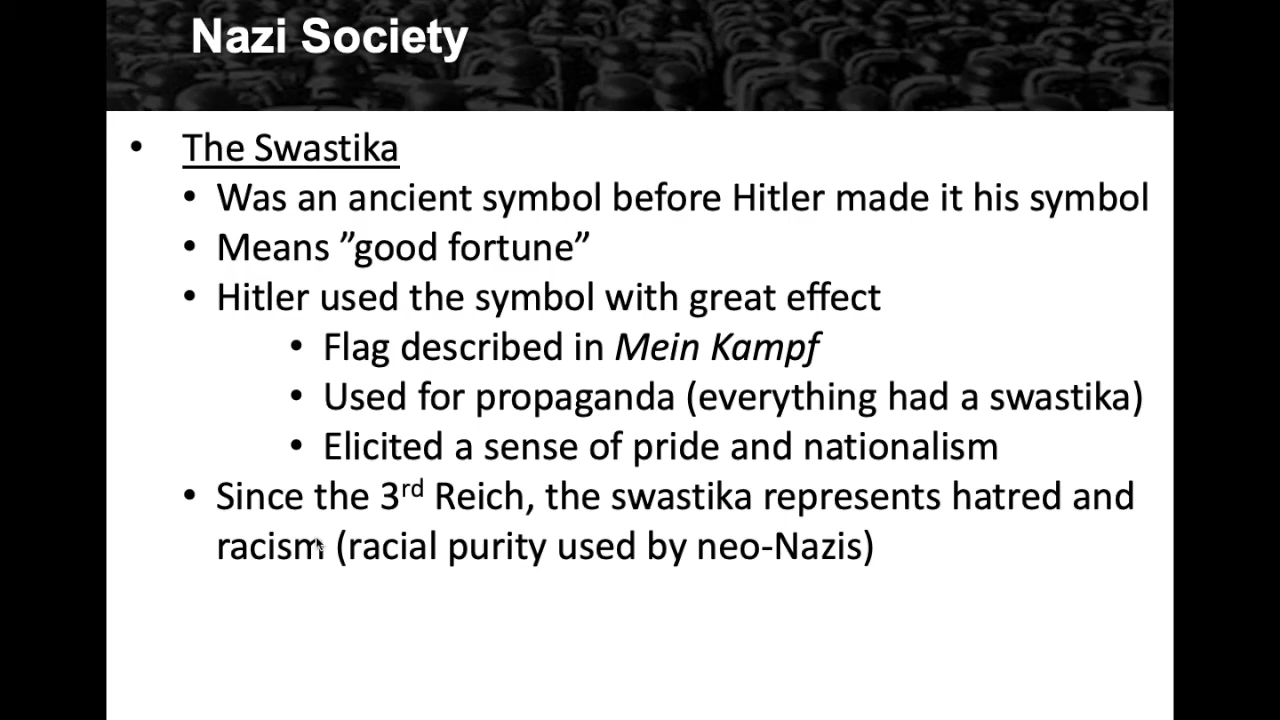 Nazi Society
• The Swastika
• Was an ancient symbol before Hitler made it his symbol
• Means ”good fortune”
• Hitler used the symbol with great effect
• Flag described in Mein Kampf
• Used for propaganda (everything had a swastika)
• Elicited a sense of pride and nationalism
• Since the 3rd Reich, the swastika represents hatred and
racism (racial purity used by neo-Nazis)